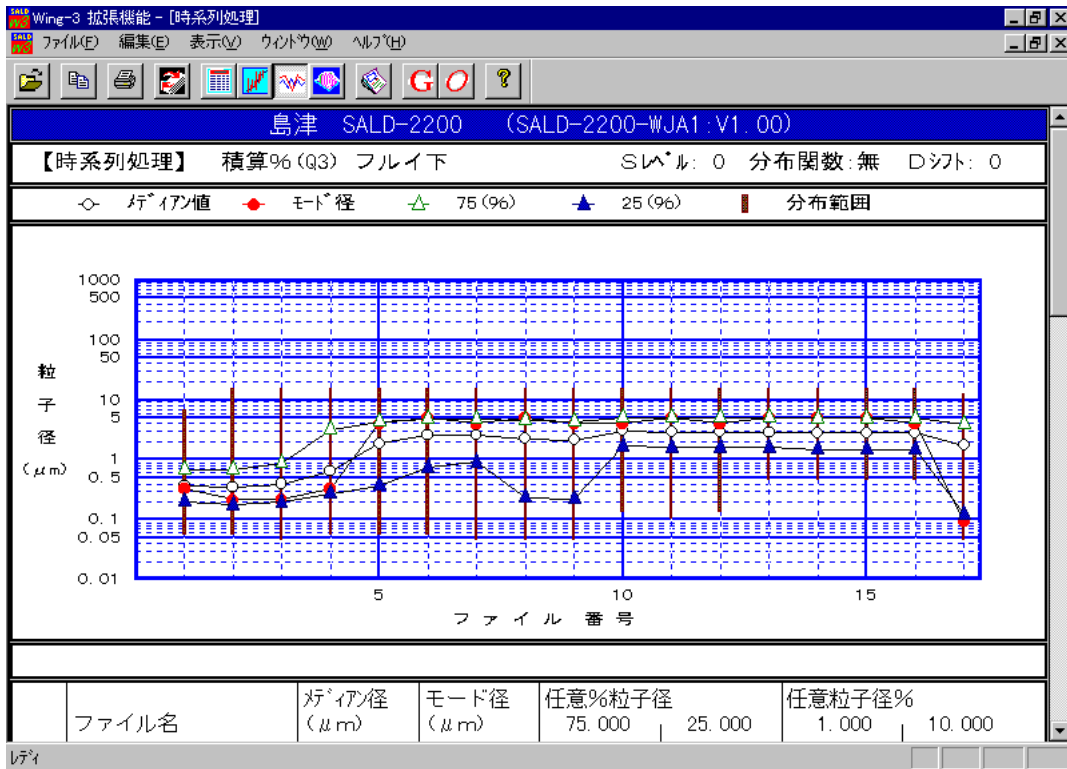 Wing-3 拡張機能 - [時系列処理]
ファイル(F) 編集(E) 表示(V) ウィンドウ(W) ヘルプ(H)
G O ?
島津 SALD-2200 (SALD-2200-WJA1:V1.00)
【時系列処理】 積算%(Q3) フルイ下 Sレベル: 0 分布関数:無 Dシフト: 0
メディアン値 モード径 75(96) 25(96) 分布範囲
1000
500
100
50
10
5
1
0.5
0.1
0.05
0.01
粒子径
(μm)
5 10 15
ファイル番号
メディアン径 モード径 任意%粒子径 任意粒子径%
ファイル名 (μm) (μm) 75.000 25.000 1.000 10.000
レディ